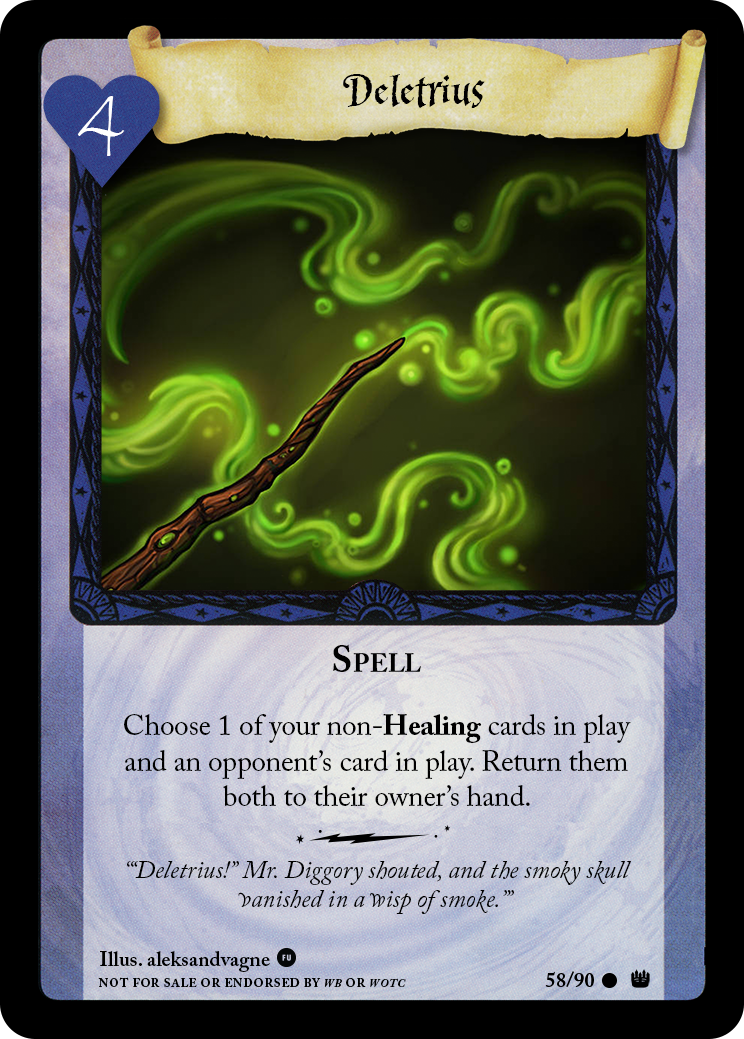 Deletrius
4
SPELL
Choose 1 of your non-Healing cards in play
and an opponent's card in play. Return them
both to their owner's hand.
“‘Deletrius!” Mr. Diggory shouted, and the smoky skull
vanished in a wisp of smoke.’”
Illus. aleksandvagne FU
NOT FOR SALE OR ENDORSED BY WB OR WOTC
58/90